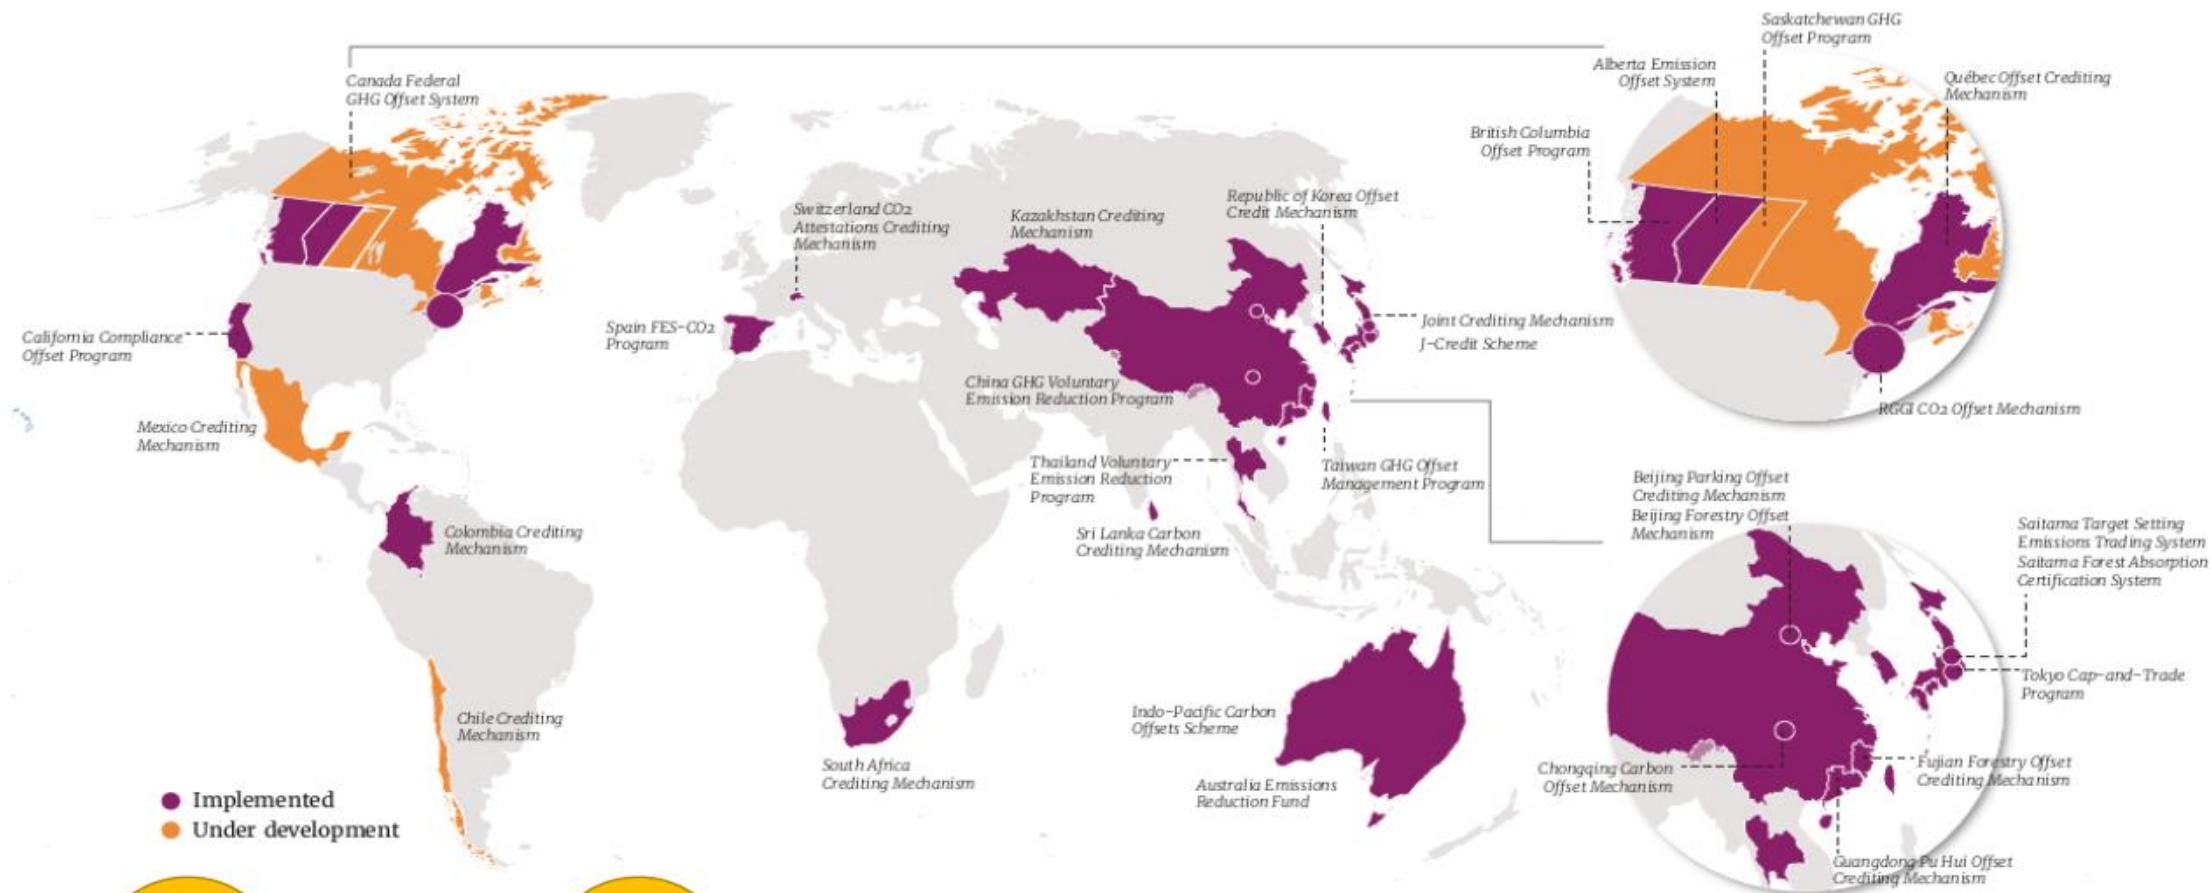 Canada Federal
GHG Offset System
California Compliance
Offset Program
Mexico Crediting
Mechanism
Colombia Crediting
Mechanism
Chile Crediting
Mechanism
Implemented
Under development
Switzerland CO2
Attestations Crediting
Mechanism
Spain FES-CO2
Program
Kazakhstan Crediting
Mechanism
Republic of Korea Offset
Credit Mechanism
Joint Crediting Mechanism
J-Credit Scheme
China GHG Voluntary
Emission Reduction Program
Thailand Voluntary
Emission Reduction
Program
Taiwan GHG Offset
Management Program
Sri Lanka Carbon
Crediting Mechanism
South Africa
Crediting Mechanism
Indo-Pacific Carbon
Offsets Scheme
Australia Emissions
Reduction Fund
Saskatchewan GHG
Offset Program
Alberta Emission
Offset System
Québec Offset Crediting
Mechanism
British Columbia
Offset Program
RGGI CO2 Offset Mechanism
Beijing Parking Offset
Crediting Mechanism
Beijing Forestry Offset
Mechanism
Saitama Target Setting
Emissions Trading System
Saitama Forest Absorption
Certification System
Tokyo Cap-and-Trade
Program
Chongqing Carbon
Offset Mechanism
Fujian Forestry Offset
Crediting Mechanism
Guangdong Pu Hui Offset
Crediting Mechanism